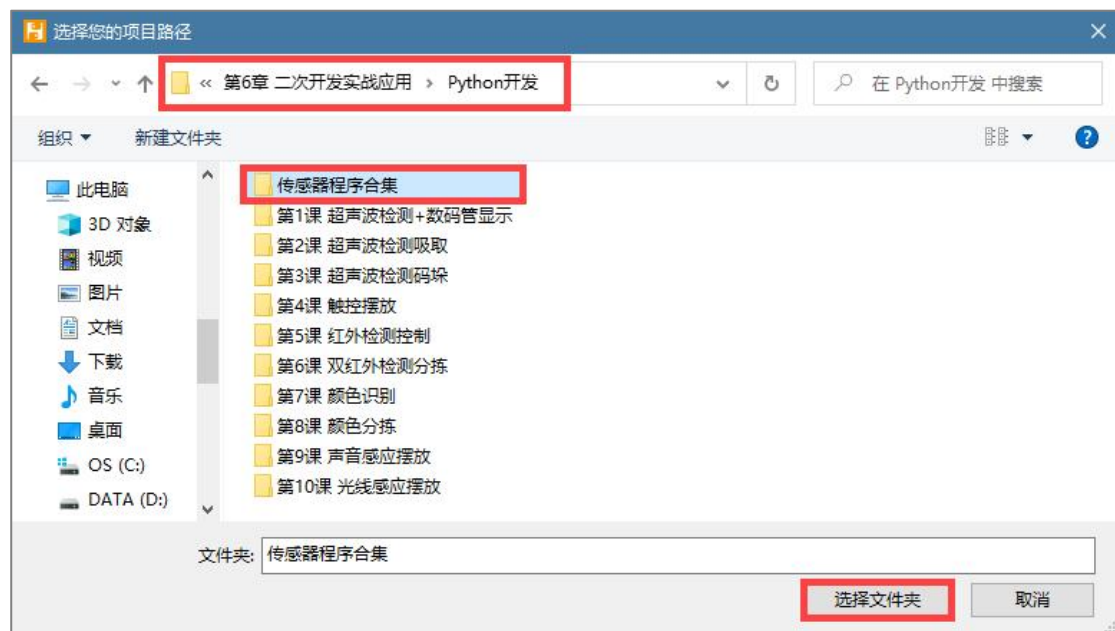 选择您的项目路径
« 第6章 二次开发实战应用 › Python开发
在 Python开发 中搜索
组织
新建文件夹
此电脑
3D 对象
视频
图片
文档
下载
音乐
桌面
OS (C:)
DATA (D:)
传感器程序合集
第1课 超声波检测+数码管显示
第2课 超声波检测吸取
第3课 超声波检测码垛
第4课 触控摆放
第5课 红外检测控制
第6课 双红外检测分拣
第7课 颜色识别
第8课 颜色分拣
第9课 声音感应摆放
第10课 光线感应摆放
文件夹: 传感器程序合集
选择文件夹
取消